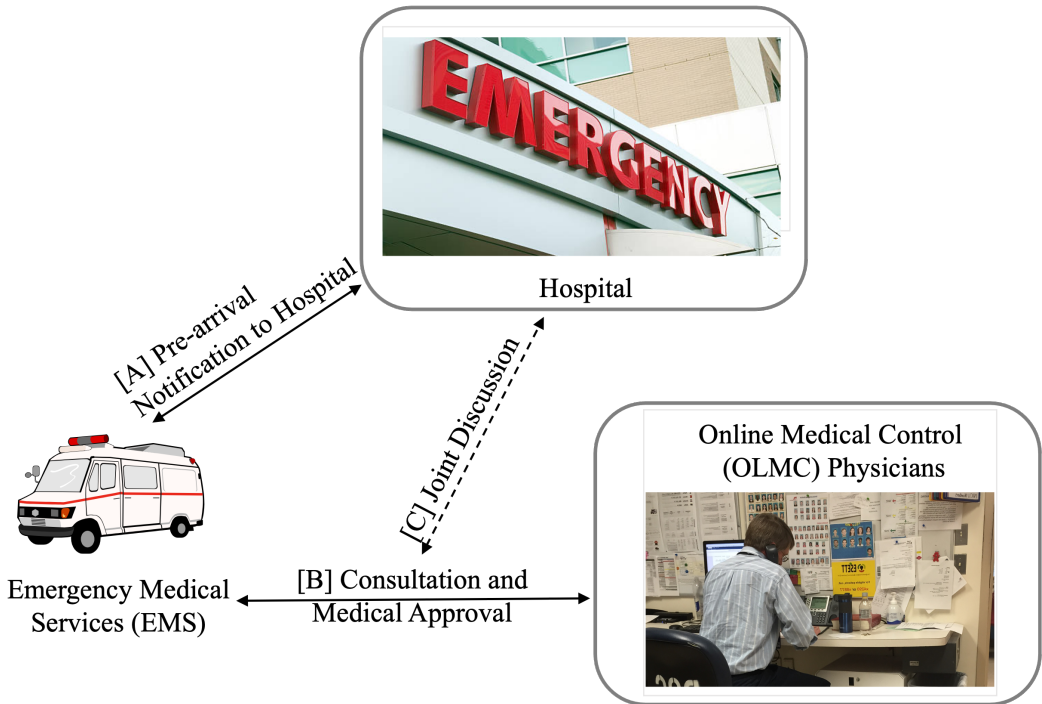 EMERGENCY
Hospital
[A] Pre-arrival
Notification to Hospital
[C] Joint Discussion
Online Medical Control
(OLMC) Physicians
Emergency Medical
Services (EMS)
[B] Consultation and
Medical Approval